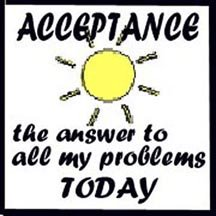 ACCEPTANCE
the answer to
all my problems
TODAY